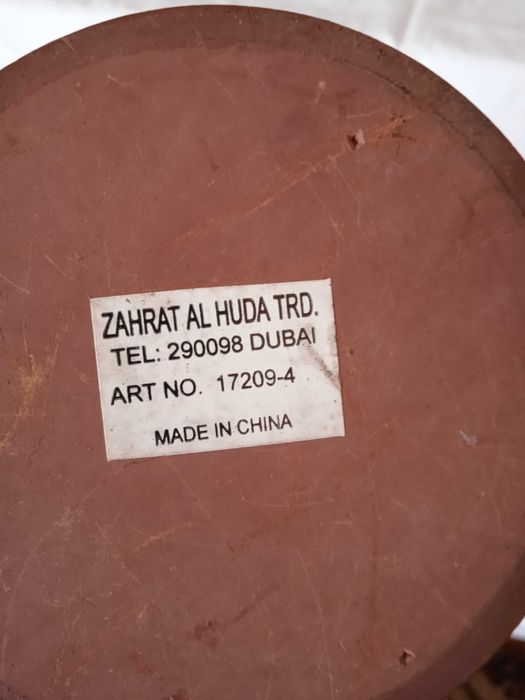 ZAHRAT AL HUDA TRD.
TEL: 290098 DUBAI
ART NO. 17209-4
MADE IN CHINA